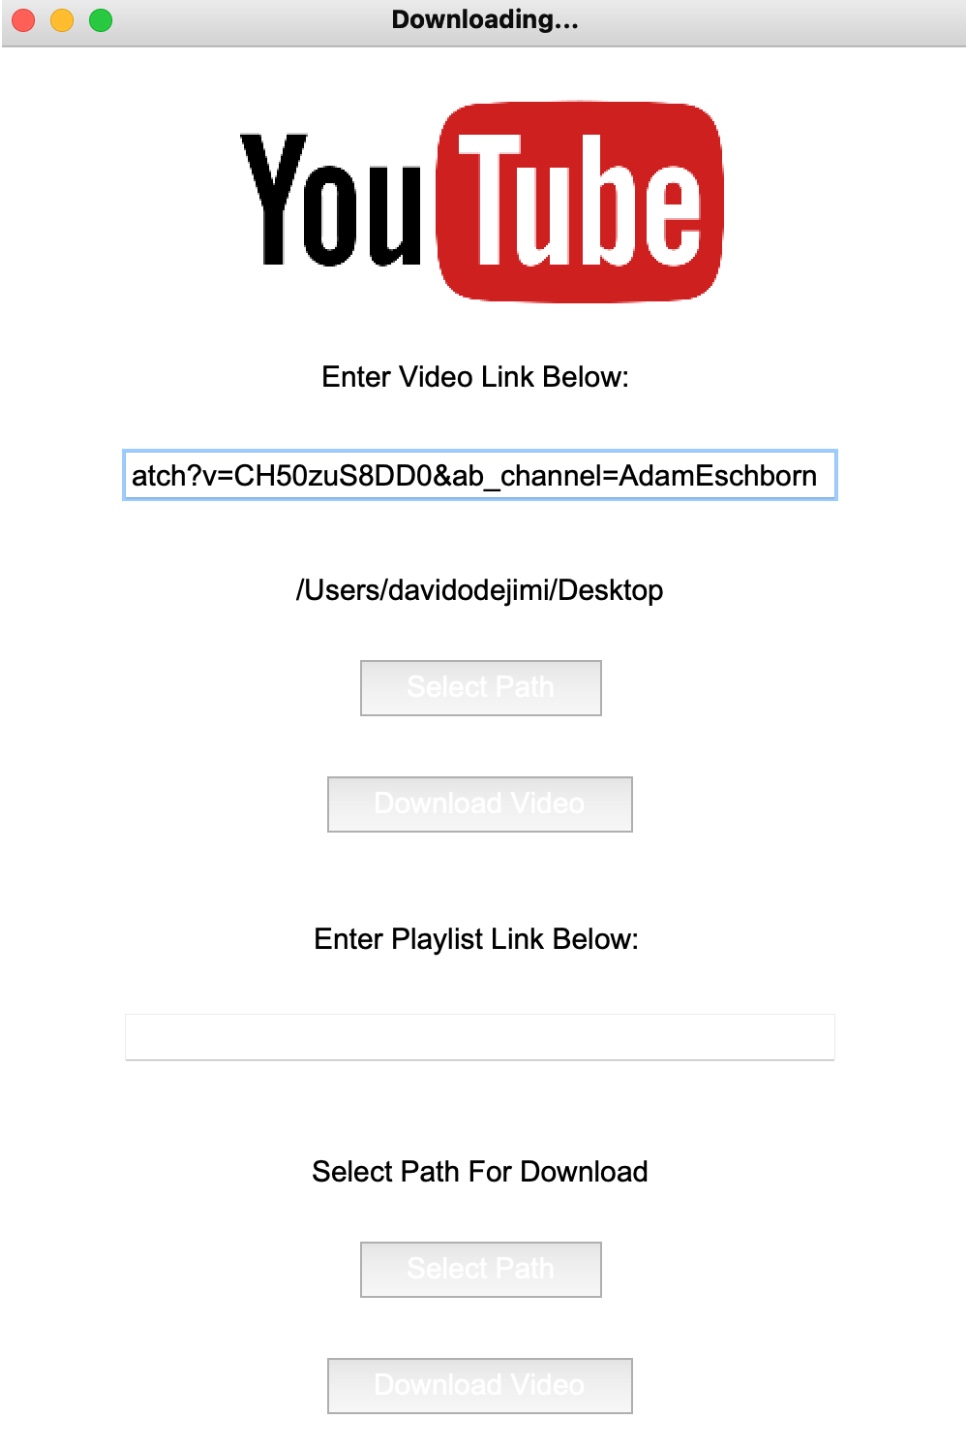 Downloading...
YouTube
Enter Video Link Below:
atch?v=CH50zuS8DD0&ab_channel=AdamEschborn
/Users/davidodejimi/Desktop
Select Path
Download Video
Enter Playlist Link Below:
Select Path For Download
Select Path
Download Video